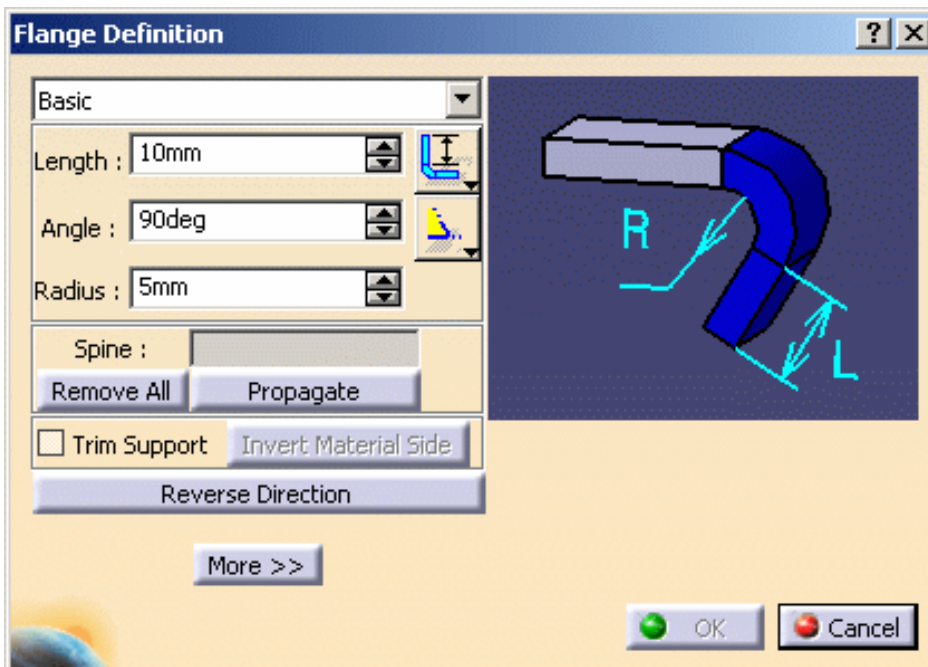 Flange Definition
Basic
Length : 10mm
Angle : 90deg
Radius : 5mm
Spine :
Remove All Propagate
Trim Support Invert Material Side
Reverse Direction
More >>
OK Cancel
R
L